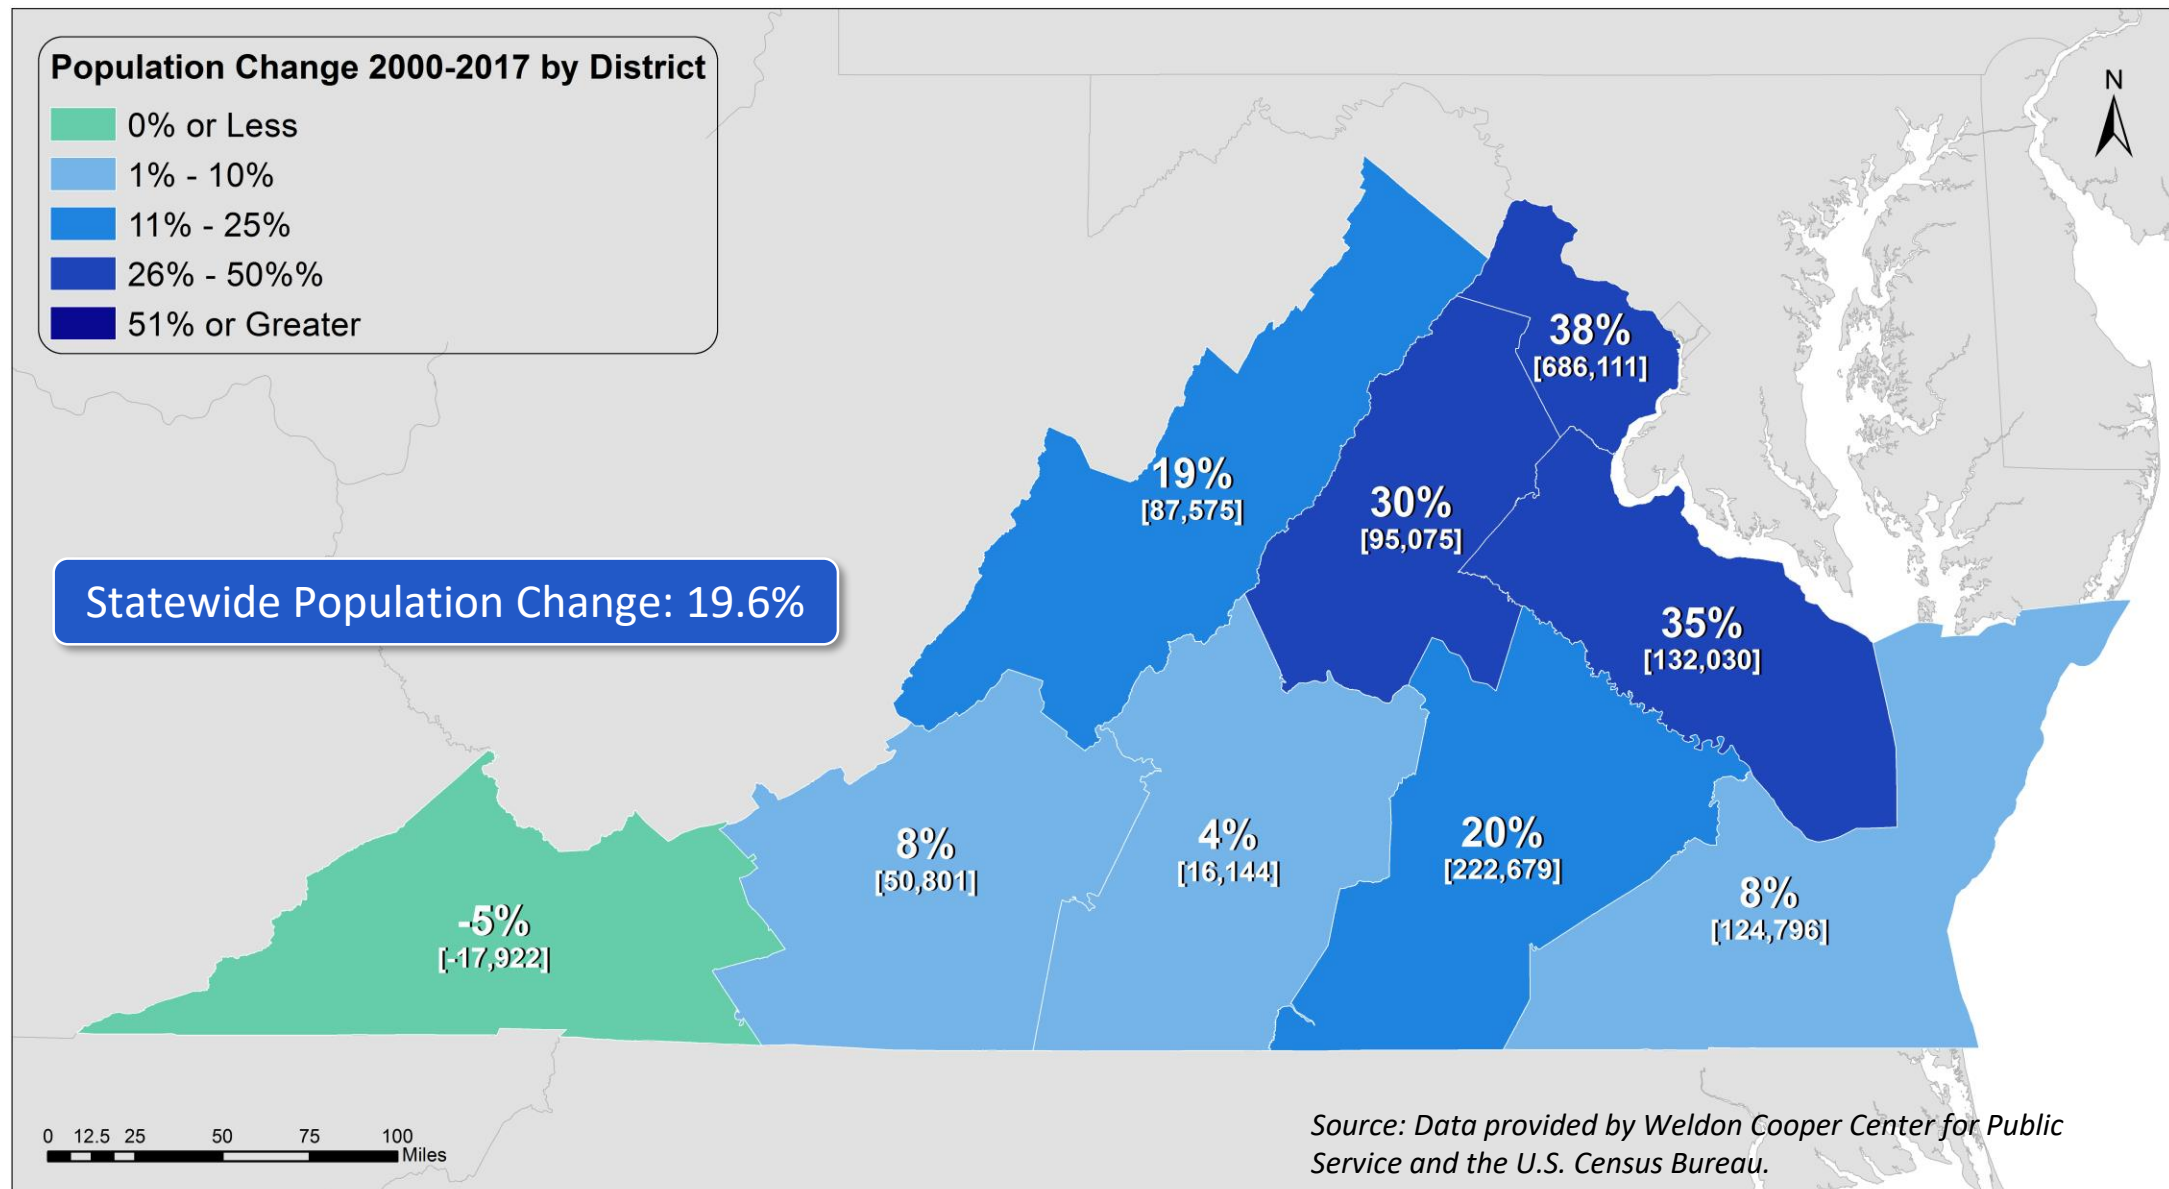 Population Change 2000-2017 by District
0% or Less
1% - 10%
11% - 25%
26% - 50%%
51% or Greater
N
38%
[686,111]
19%
[87,575]
30%
[95,075]
Statewide Population Change: 19.6%
35%
[132,030]
8%
[50,801]
4%
[16,144]
20%
[222,679]
8%
[124,796]
-5%
[-17,922]
0 12.5 25 50 75 100
Miles
Source: Data provided by Weldon Cooper Center for Public
Service and the U.S. Census Bureau.